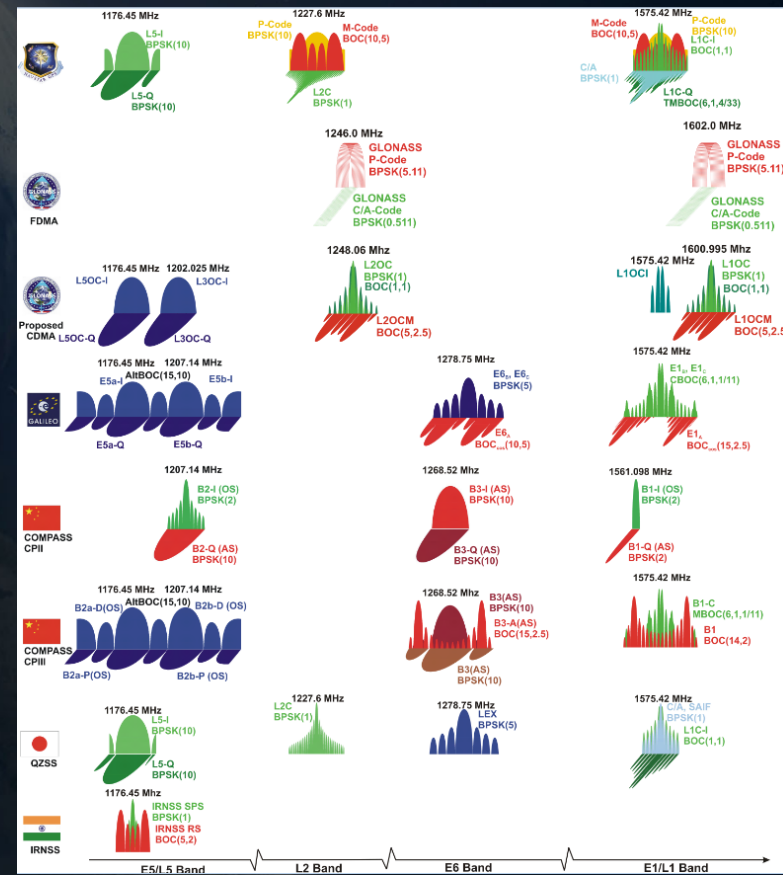 1176.45 MHz
L5-I
BPSK(10)
L5-Q
BPSK(10)
1227.6 MHz
P-Code
BPSK(10)
M-Code
BOC(10,5)
L2C
BPSK(1)
1575.42 MHz
M-Code
BOC(10,5)
P-Code
BPSK(10)
L1C-I
BOC(1,1)
C/A
BPSK(1)
L1C-Q
TMBOC(6,1,4/33)
FDMA
1246.0 MHz
GLONASS
P-Code
BPSK(5.11)
GLONASS
C/A-Code
BPSK(0.511)
1602.0 MHz
GLONASS
P-Code
BPSK(5.11)
GLONASS
C/A-Code
BPSK(0.511)
Proposed
CDMA
1176.45 MHz
1202.025 MHz
L5OC-I
L3OC-I
L5OC-Q
L3OC-Q
1248.06 MHz
L2OC
BPSK(1)
BOC(1,1)
L2OCM
BOC(5,2.5)
1575.42 MHz
L1OCI
1600.995 MHz
L1OC
BPSK(1)
BOC(1,1)
L1OCM
BOC(5,2.5
GALILEO
1176.45 MHz
1207.14 MHz
AltBOC(15,10)
E5a-I
E5b-I
E5a-Q
E5b-Q
1278.75 MHz
BPSK(5)
E6A
1575.42 MHz
CBOC(6,1,1/11)
E1A
COMPASS
CPII
1207.14 MHz
B2-I (OS)
BPSK(2)
B2-Q (AS)
BPSK(10)
1268.52 MHz
B3-I (AS)
BPSK(10)
B3-Q (AS)
BPSK(10)
1561.098 MHz
B1-I (OS)
BPSK(2)
B1-Q (AS)
BPSK(2)
COMPASS
CPIII
1176.45 MHz
1207.14 MHz
AltBOC(15,10)
B2a-D(OS)
B2b-D (OS)
B2a-P(OS)
B2b-P (OS)
1268.52 MHz
B3(AS)
BPSK(10)
B3-A(AS)
BOC(15,2.5)
B3(AS)
BPSK(10)
1575.42 MHz
B1-C
MBOC(6,1,1/11)
B1
BOC(14,2)
QZSS
1176.45 MHz
L5-I
BPSK(10)
L5-Q
BPSK(10)
1227.6 MHz
L2C
BPSK(1)
1278.75 MHz
LEX
BPSK(5)
1575.42 MHz
C/A, SAIF
BPSK(1)
L1C-I
BOC(1,1)
IRNSS
1176.45 MHz
IRNSS SPS
BPSK(1)
IRNSS RS
BOC(5,2)
E5/L5 Band
L2 Band
E6 Band
E1/L1 Band